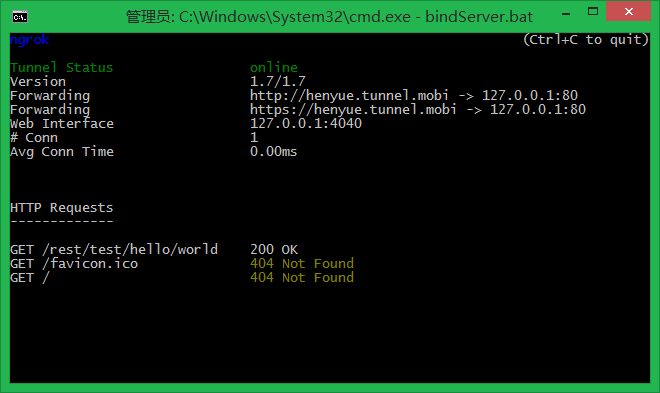 管理员: C:\Windows\System32\cmd.exe - bindServer.bat
ngrok (Ctrl+C to quit)
Tunnel Status online
Version 1.7/1.7
Forwarding http://henyue.tunnel.mobi -> 127.0.0.1:80
Forwarding https://henyue.tunnel.mobi -> 127.0.0.1:80
Web Interface 127.0.0.1:4040
# Conn 1
Avg Conn Time 0.00ms
HTTP Requests
-------------
GET /rest/test/hello/world 200 OK
GET /favicon.ico 404 Not Found
GET / 404 Not Found